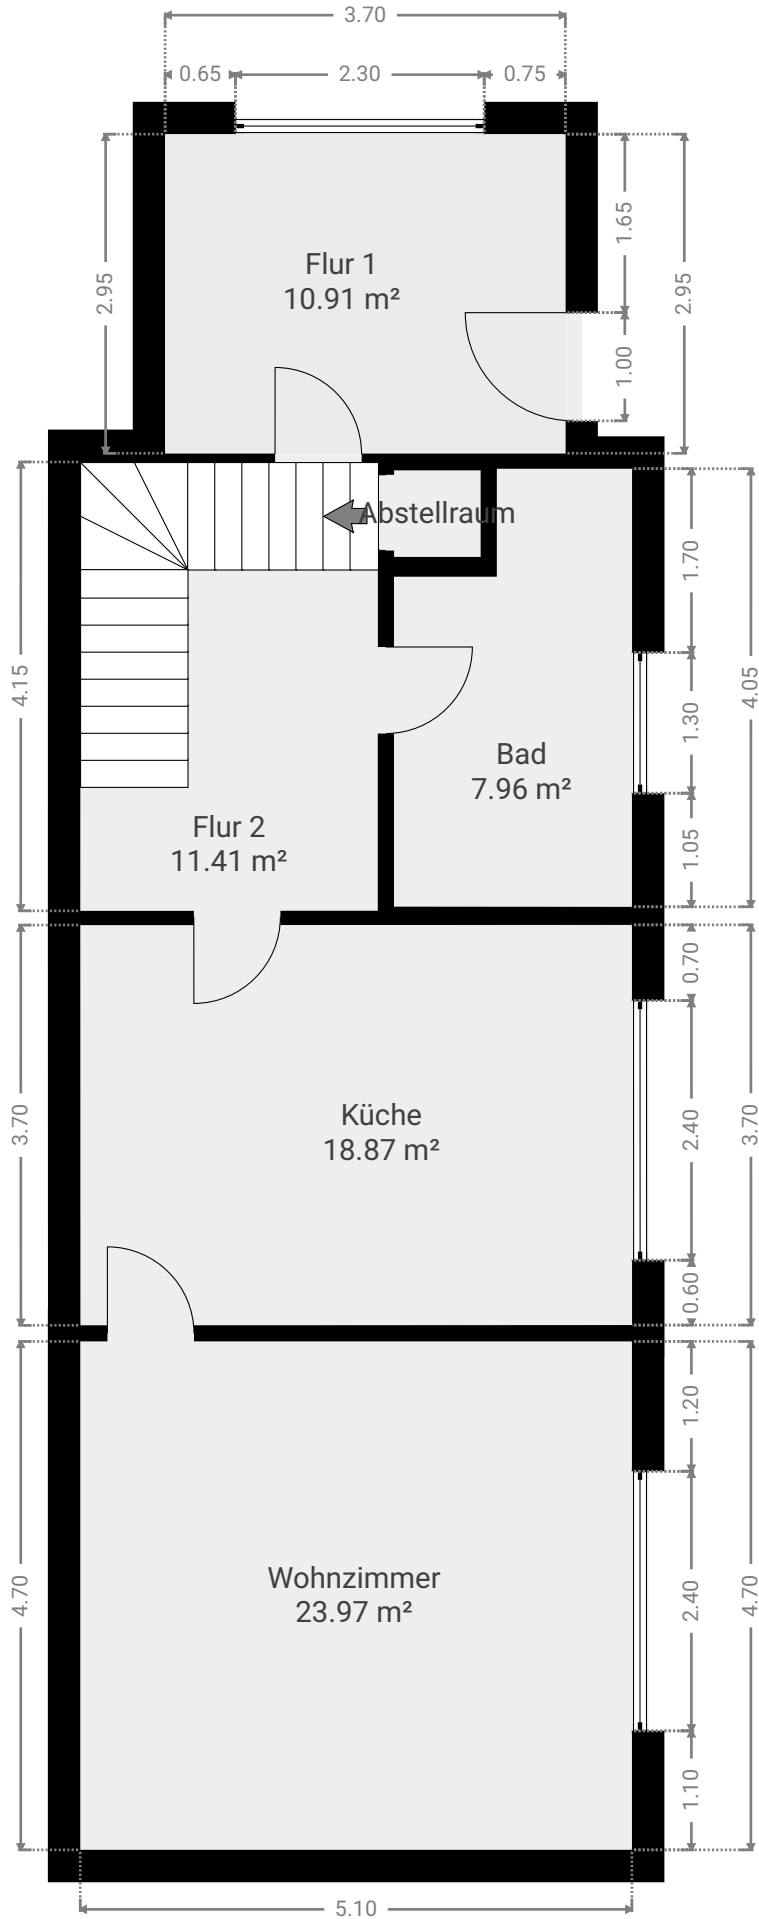 3.70
0.65
2.30
0.75
2.95
1.65
2.95
1.00
Flur 1
10.91 m²
Abstellraum
4.15
1.70
4.05
1.30
1.05
Bad
7.96 m²
Flur 2
11.41 m²
0.70
3.70
2.40
3.70
0.60
Küche
18.87 m²
1.20
4.70
2.40
4.70
1.10
Wohnzimmer
23.97 m²
5.10